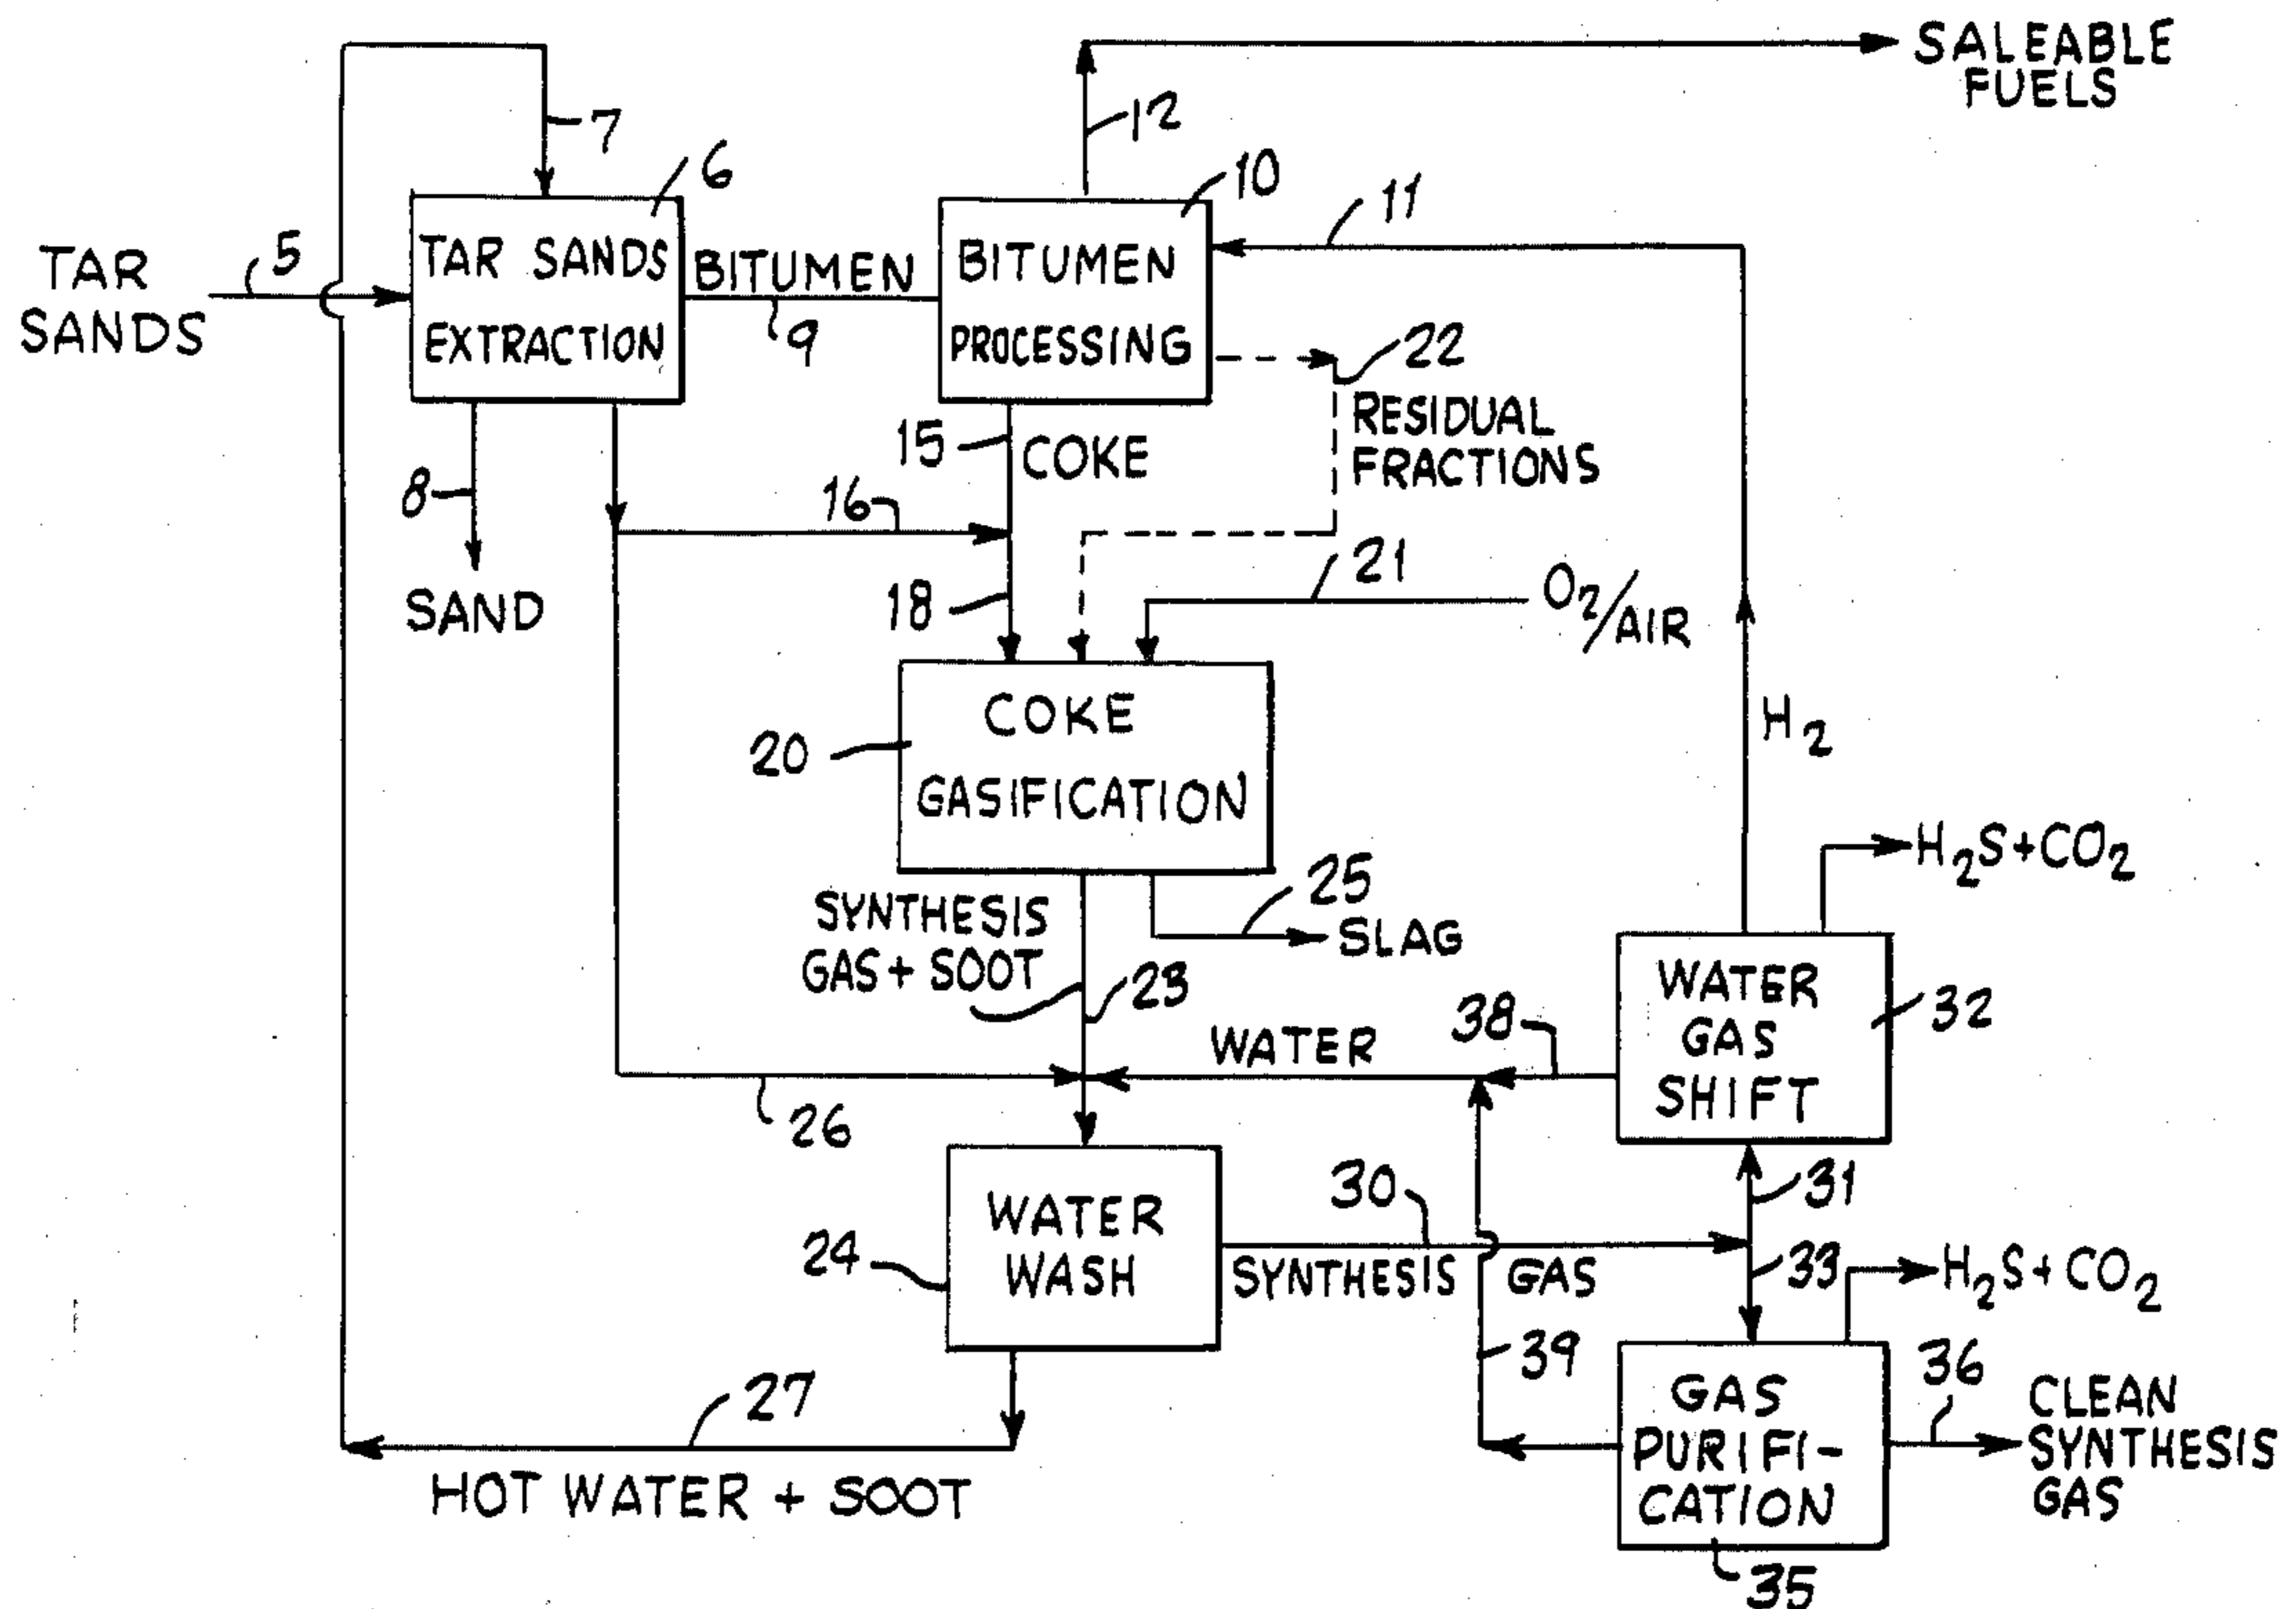 SALEABLE
FUELS
7
12
6
10
11
TAR
SANDS
5
TAR SANDS
EXTRACTION
BITUMEN
9
BITUMEN
PROCESSING
22
RESIDUAL
FRACTIONS
15
COKE
8
16
SAND
18
21
O2/AIR
COKE
GASIFICATION
20
H2
H2S+CO2
SYNTHESIS
GAS+SOOT
25
SLAG
23
WATER
GAS
SHIFT
32
38
WATER
26
31
30
WATER
WASH
24
SYNTHESIS GAS
33
H2S+CO2
39
36
27
GAS
PURIFI-
CATION
CLEAN
SYNTHESIS
GAS
HOT WATER + SOOT
35